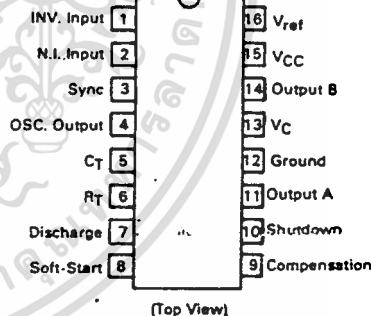 INV. Input 1
N.I. Input 2
Sync 3
OSC. Output 4
CT 5
RT 6
Discharge 7
Soft-Start 8
16 Vref
15 VCC
14 Output B
13 VC
12 Ground
11 Output A
10 Shutdown
9 Compensation
(Top View)